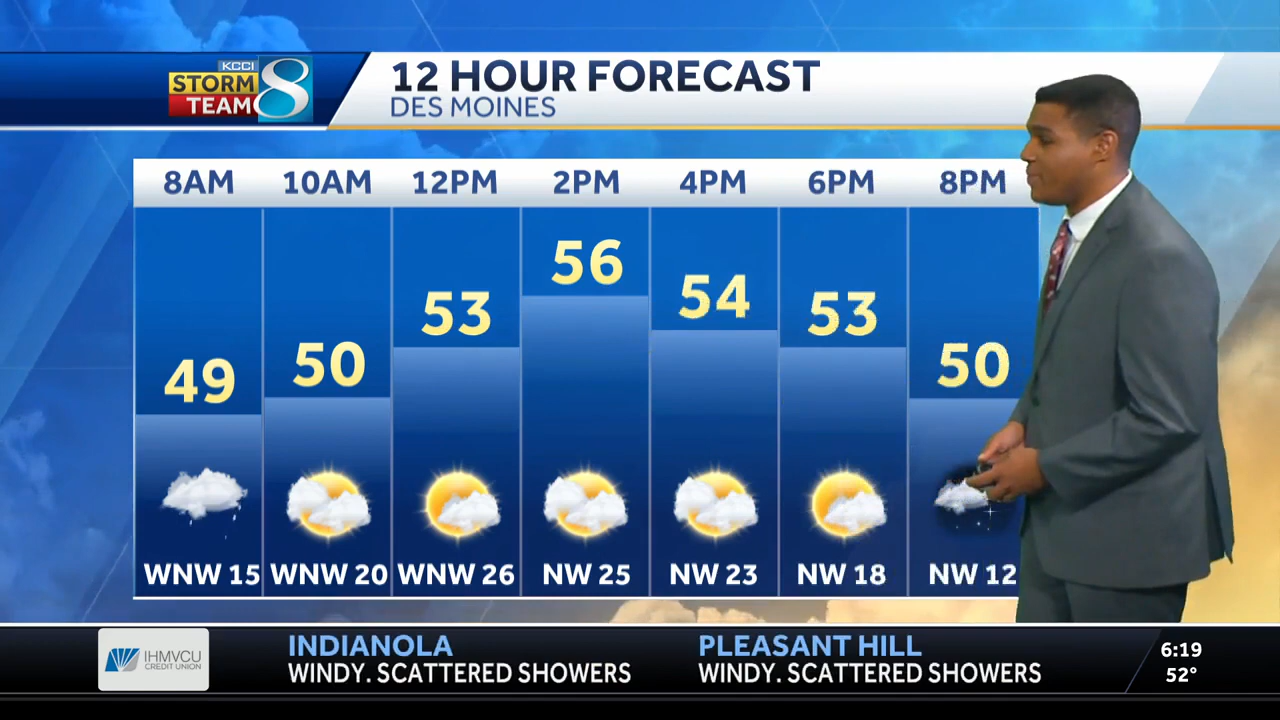 KCCI
STORM
TEAM 8
12 HOUR FORECAST
DES MOINES
8AM 10AM 12PM 2PM 4PM 6PM 8PM
49 50 53 56 54 53 50
WNW 15 WNW 20 WNW 26 NW 25 NW 23 NW 18 NW 12
IHMVCU
CREDIT UNION
INDIANOLA
WINDY. SCATTERED SHOWERS
PLEASANT HILL
WINDY. SCATTERED SHOWERS
6:19
52°